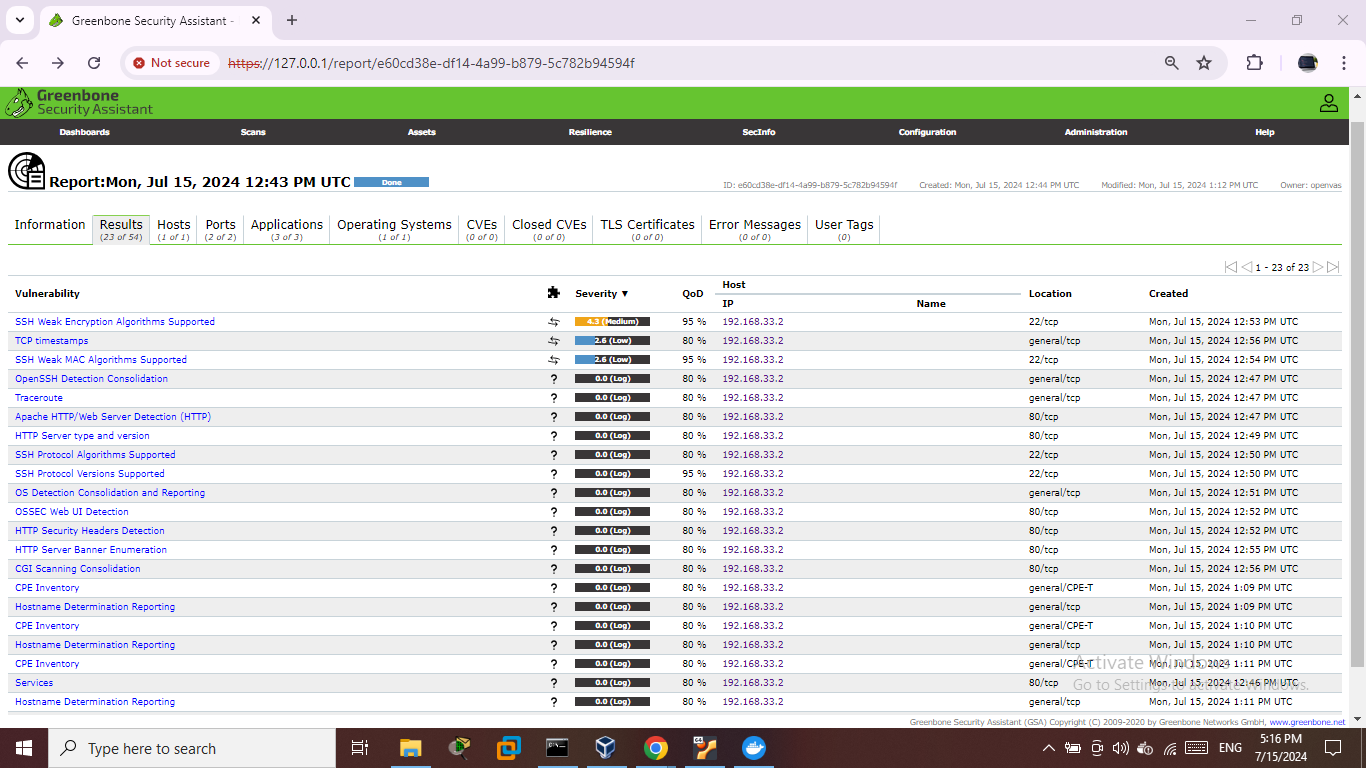 Greenbone Security Assistant -
Not secure
https://127.0.0.1/report/e60cd38e-df14-4a99-b879-5c782b94594f
Greenbone
Security Assistant
Dashboards Scans Assets Resilience SecInfo Configuration Administration Help
Report:Mon, Jul 15, 2024 12:43 PM UTC Done
ID: e60cd38e-df14-4a99-b879-5c782b94594f Created: Mon, Jul 15, 2024 12:44 PM UTC Modified: Mon, Jul 15, 2024 1:12 PM UTC Owner: openvas
Information Results Hosts Ports Applications Operating Systems CVEs Closed CVEs TLS Certificates Error Messages User Tags
(23 of 54) (1 of 1) (2 of 2) (3 of 3) (1 of 1) (0 of 0) (0 of 0) (0 of 0) (0 of 0) (0)
1 - 23 of 23
Vulnerability Severity ▼ QoD Host Location Created
IP Name
SSH Weak Encryption Algorithms Supported 4.3 (Medium) 95 % 192.168.33.2 22/tcp Mon, Jul 15, 2024 12:53 PM UTC
TCP timestamps 2.6 (Low) 80 % 192.168.33.2 general/tcp Mon, Jul 15, 2024 12:56 PM UTC
SSH Weak MAC Algorithms Supported 2.6 (Low) 95 % 192.168.33.2 22/tcp Mon, Jul 15, 2024 12:54 PM UTC
OpenSSH Detection Consolidation ? 0.0 (Log) 80 % 192.168.33.2 general/tcp Mon, Jul 15, 2024 12:47 PM UTC
Traceroute ? 0.0 (Log) 80 % 192.168.33.2 general/tcp Mon, Jul 15, 2024 12:47 PM UTC
Apache HTTP/Web Server Detection (HTTP) ? 0.0 (Log) 80 % 192.168.33.2 80/tcp Mon, Jul 15, 2024 12:47 PM UTC
HTTP Server type and version ? 0.0 (Log) 80 % 192.168.33.2 80/tcp Mon, Jul 15, 2024 12:49 PM UTC
SSH Protocol Algorithms Supported ? 0.0 (Log) 80 % 192.168.33.2 22/tcp Mon, Jul 15, 2024 12:50 PM UTC
SSH Protocol Versions Supported ? 0.0 (Log) 95 % 192.168.33.2 22/tcp Mon, Jul 15, 2024 12:50 PM UTC
OS Detection Consolidation and Reporting ? 0.0 (Log) 80 % 192.168.33.2 general/tcp Mon, Jul 15, 2024 12:51 PM UTC
OSSEC Web UI Detection ? 0.0 (Log) 80 % 192.168.33.2 80/tcp Mon, Jul 15, 2024 12:52 PM UTC
HTTP Security Headers Detection ? 0.0 (Log) 80 % 192.168.33.2 80/tcp Mon, Jul 15, 2024 12:52 PM UTC
HTTP Server Banner Enumeration ? 0.0 (Log) 80 % 192.168.33.2 80/tcp Mon, Jul 15, 2024 12:55 PM UTC
CGI Scanning Consolidation ? 0.0 (Log) 80 % 192.168.33.2 80/tcp Mon, Jul 15, 2024 12:56 PM UTC
CPE Inventory ? 0.0 (Log) 80 % 192.168.33.2 general/CPE-T Mon, Jul 15, 2024 1:09 PM UTC
Hostname Determination Reporting ? 0.0 (Log) 80 % 192.168.33.2 general/tcp Mon, Jul 15, 2024 1:09 PM UTC
CPE Inventory ? 0.0 (Log) 80 % 192.168.33.2 general/CPE-T Mon, Jul 15, 2024 1:10 PM UTC
Hostname Determination Reporting ? 0.0 (Log) 80 % 192.168.33.2 general/tcp Mon, Jul 15, 2024 1:10 PM UTC
CPE Inventory ? 0.0 (Log) 80 % 192.168.33.2 general/CPE-T Mon, Jul 15, 2024 1:11 PM UTC
Activate Windows
Services ? 0.0 (Log) 80 % 192.168.33.2 80/tcp Mon, Jul 15, 2024 12:46 PM UTC
Go to Settings to activate Windows.
Hostname Determination Reporting ? 0.0 (Log) 80 % 192.168.33.2 general/tcp Mon, Jul 15, 2024 1:11 PM UTC
Greenbone Security Assistant (GSA) Copyright (C) 2009-2020 by Greenbone Networks GmbH, www.greenbone.net
Type here to search
ENG
5:16 PM
7/15/2024